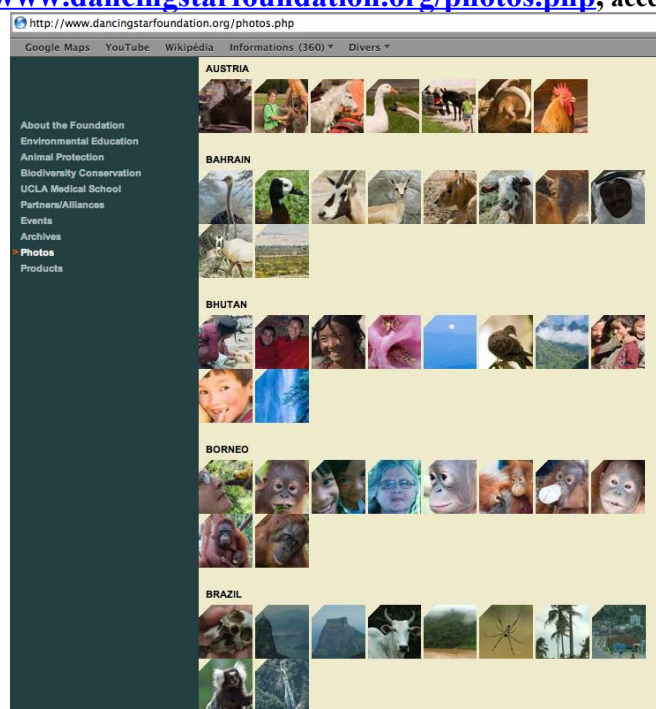 www.dancingstarfoundation.org/photos.php, acce
http://www.dancingstarfoundation.org/photos.php
Google Maps YouTube Wikipédia Informations (360) Divers
About the Foundation
Environmental Education
Animal Protection
Biodiversity Conservation
UCLA Medical School
Partners/Alliances
Events
Archives
> Photos
Products
AUSTRIA
BAHRAIN
BHUTAN
BORNEO
BRAZIL